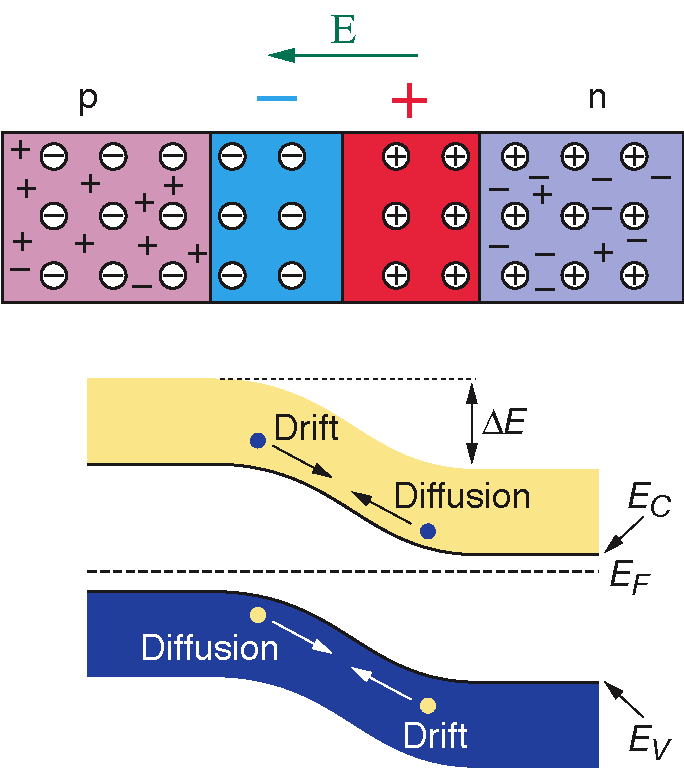 E
p − + n
ΔE
Drift
Diffusion
E_C
E_F
Diffusion
Drift
E_V